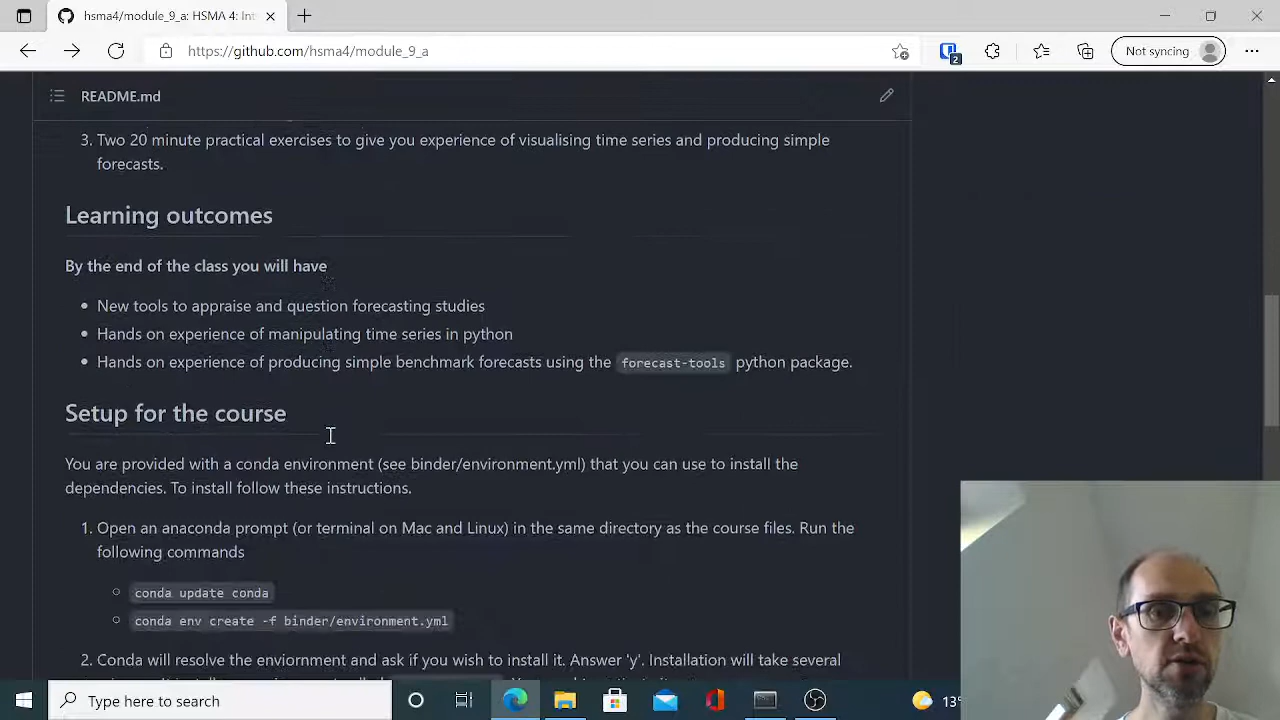 hsma4/module_9_a: HSMA 4: Int
https://github.com/hsma4/module_9_a
2
Not syncing
README.md
3. Two 20 minute practical exercises to give you experience of visualising time series and producing simple
forecasts.
Learning outcomes
By the end of the class you will have
New tools to appraise and question forecasting studies
Hands on experience of manipulating time series in python
Hands on experience of producing simple benchmark forecasts using the forecast-tools python package.
Setup for the course
You are provided with a conda environment (see binder/environment.yml) that you can use to install the
dependencies. To install follow these instructions.
1. Open an anaconda prompt (or terminal on Mac and Linux) in the same directory as the course files. Run the
following commands
conda update conda
conda env create -f binder/environment.yml
2. Conda will resolve the enviornment and ask if you wish to install it. Answer 'y'. Installation will take several
Type here to search
13°